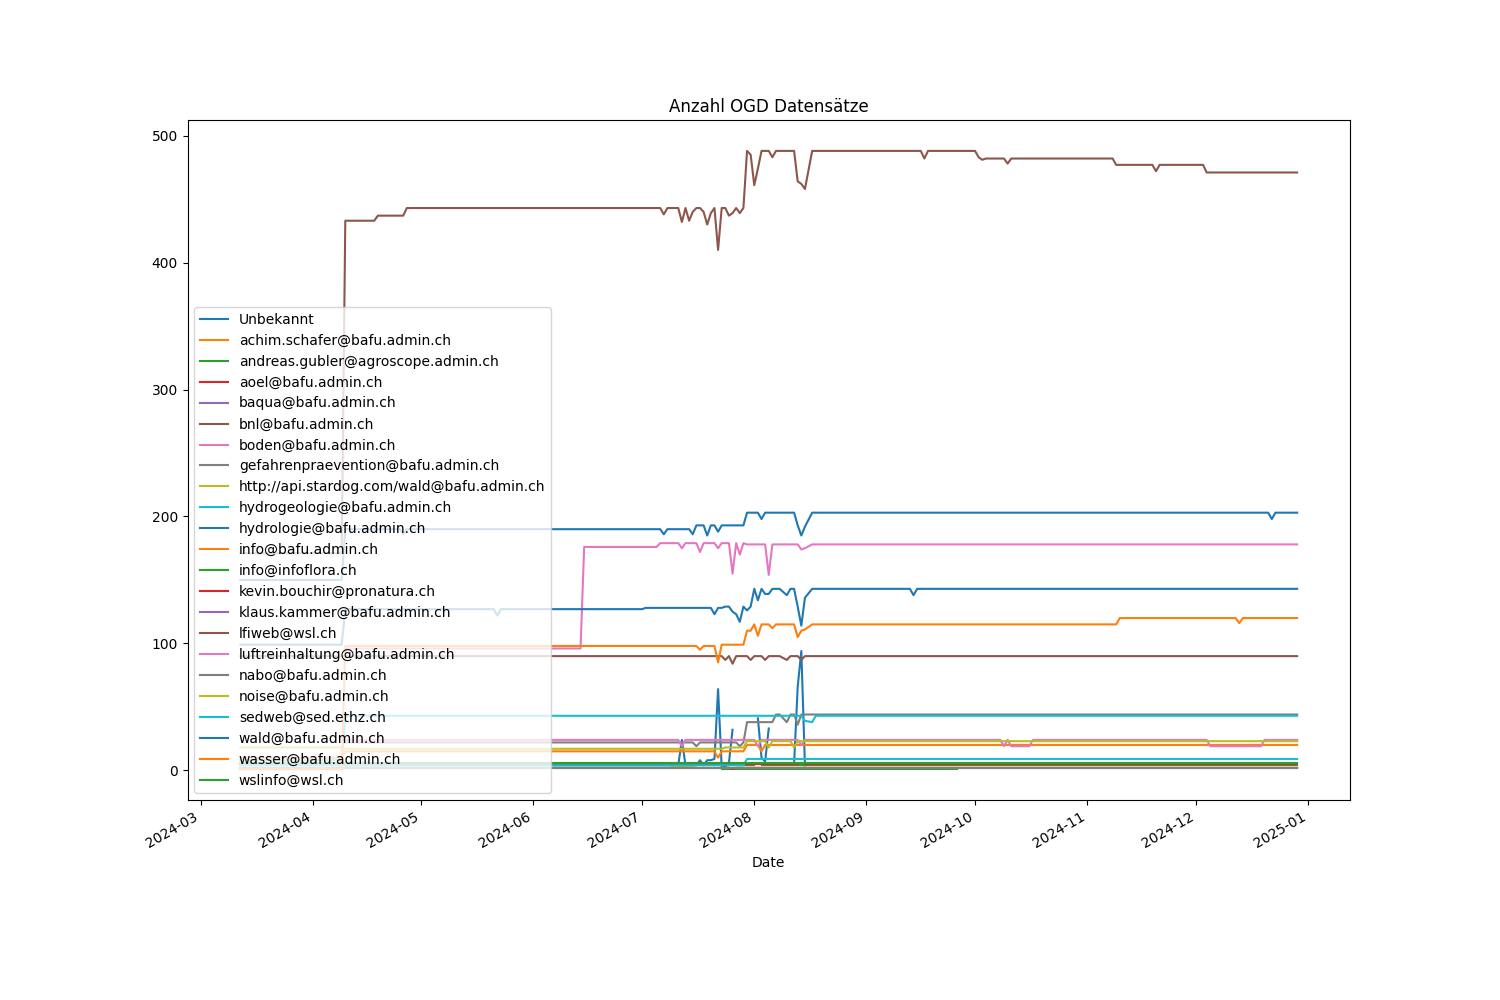 Anzahl OGD Datensätze
500
400
300
200
100
0
Unbekannt
achim.schafer@bafu.admin.ch
andreas.gubler@agroscope.admin.ch
aoel@bafu.admin.ch
baqua@bafu.admin.ch
bnl@bafu.admin.ch
boden@bafu.admin.ch
gefahrenpraevention@bafu.admin.ch
http://api.stardog.com/wald@bafu.admin.ch
hydrogeologie@bafu.admin.ch
hydrologie@bafu.admin.ch
info@bafu.admin.ch
info@infoflora.ch
kevin.bouchir@pronatura.ch
klaus.kammer@bafu.admin.ch
lfiweb@wsl.ch
luftreinhaltung@bafu.admin.ch
nabo@bafu.admin.ch
noise@bafu.admin.ch
sedweb@sed.ethz.ch
wald@bafu.admin.ch
wasser@bafu.admin.ch
wslinfo@wsl.ch
2024-03
2024-04
2024-05
2024-06
2024-07
2024-08
2024-09
2024-10
2024-11
2024-12
2025-01
Date